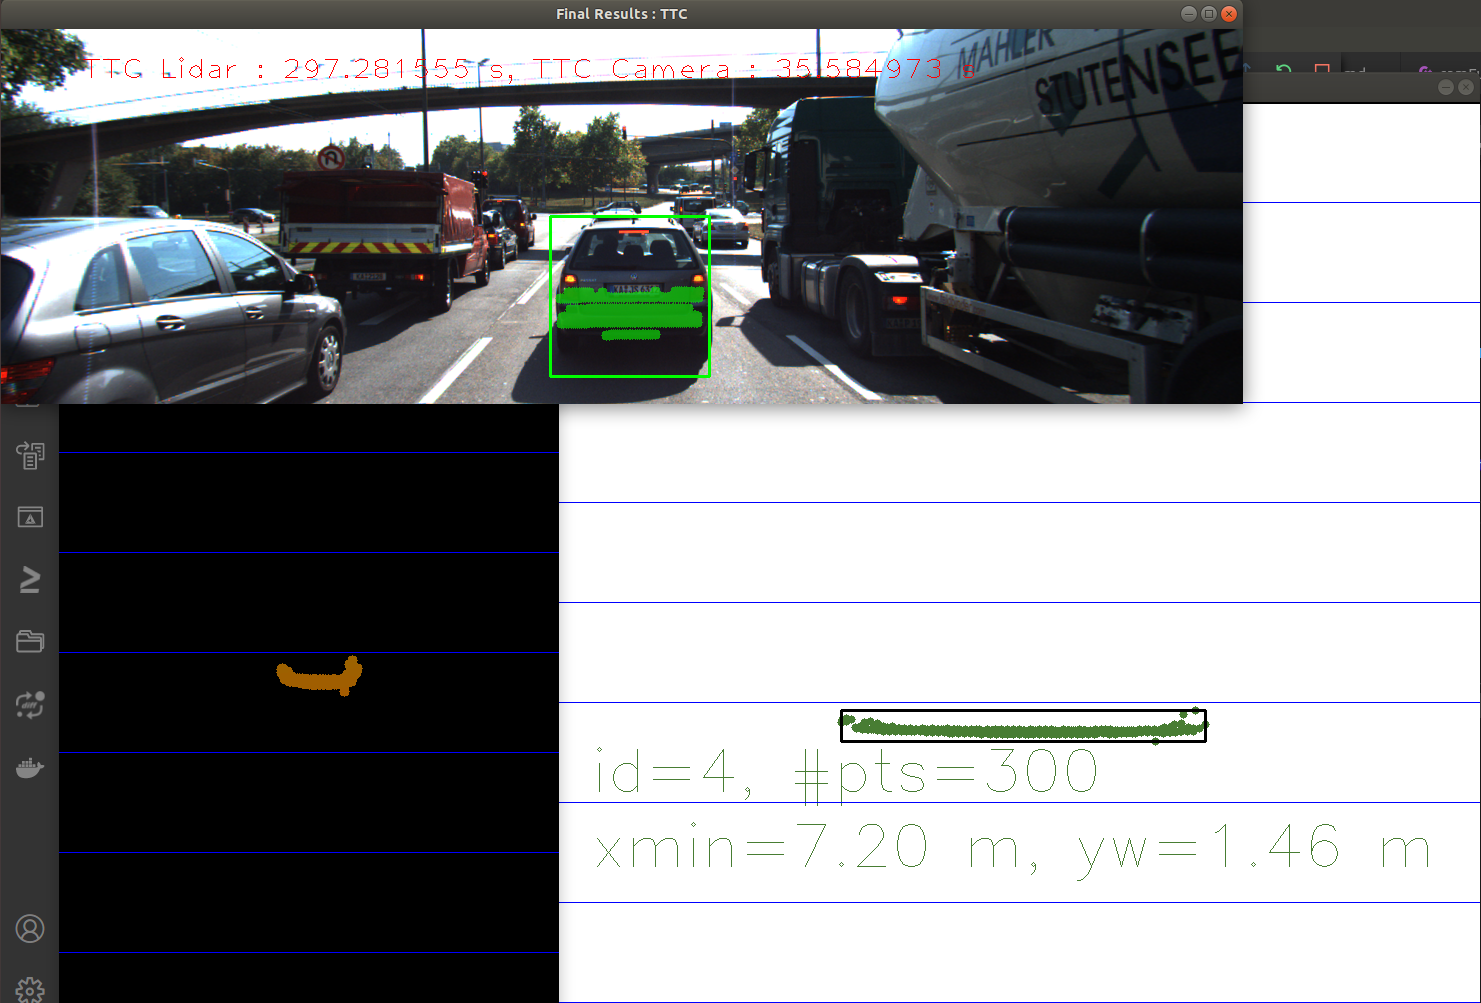 Final Results : TTC
TTC Lidar : 297.281555 s, TTC Camera : 35.584973 s
MAHLER
STUTENSEE
id=4, #pts=300
xmin=7.20 m, yw=1.46 m
diff